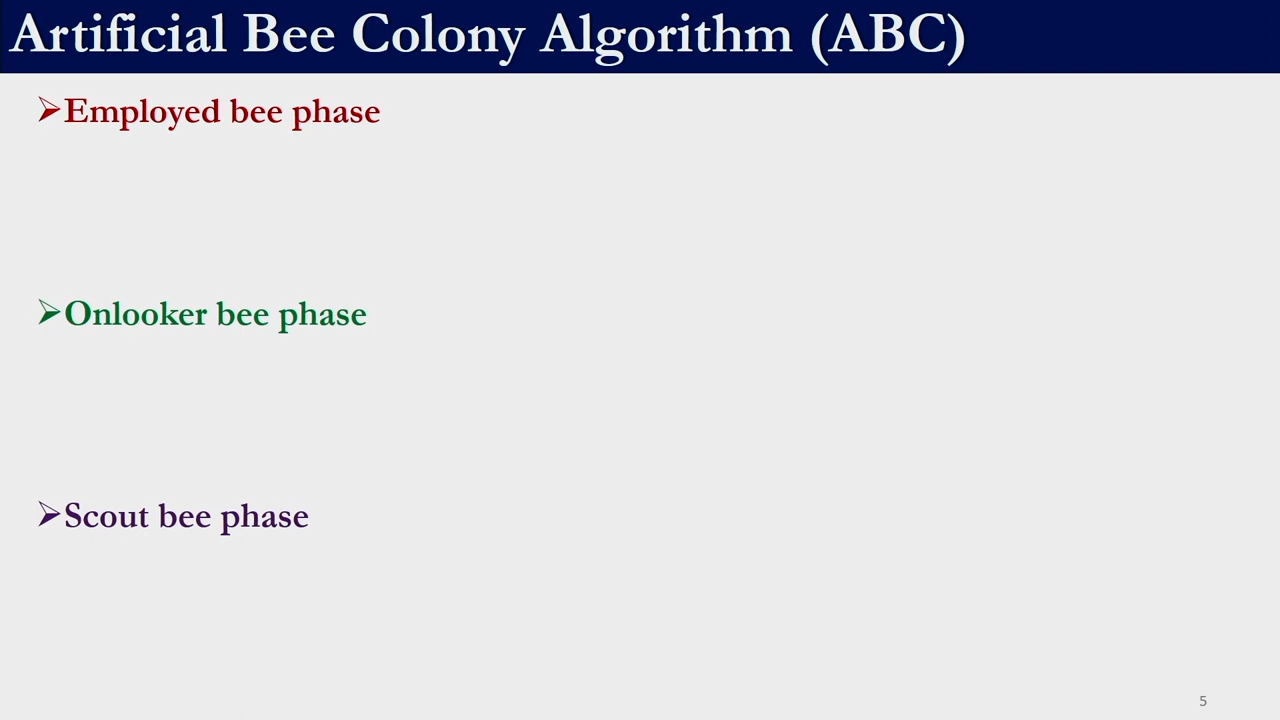 Artificial Bee Colony Algorithm (ABC)
➢Employed bee phase
➢Onlooker bee phase
➢Scout bee phase
5